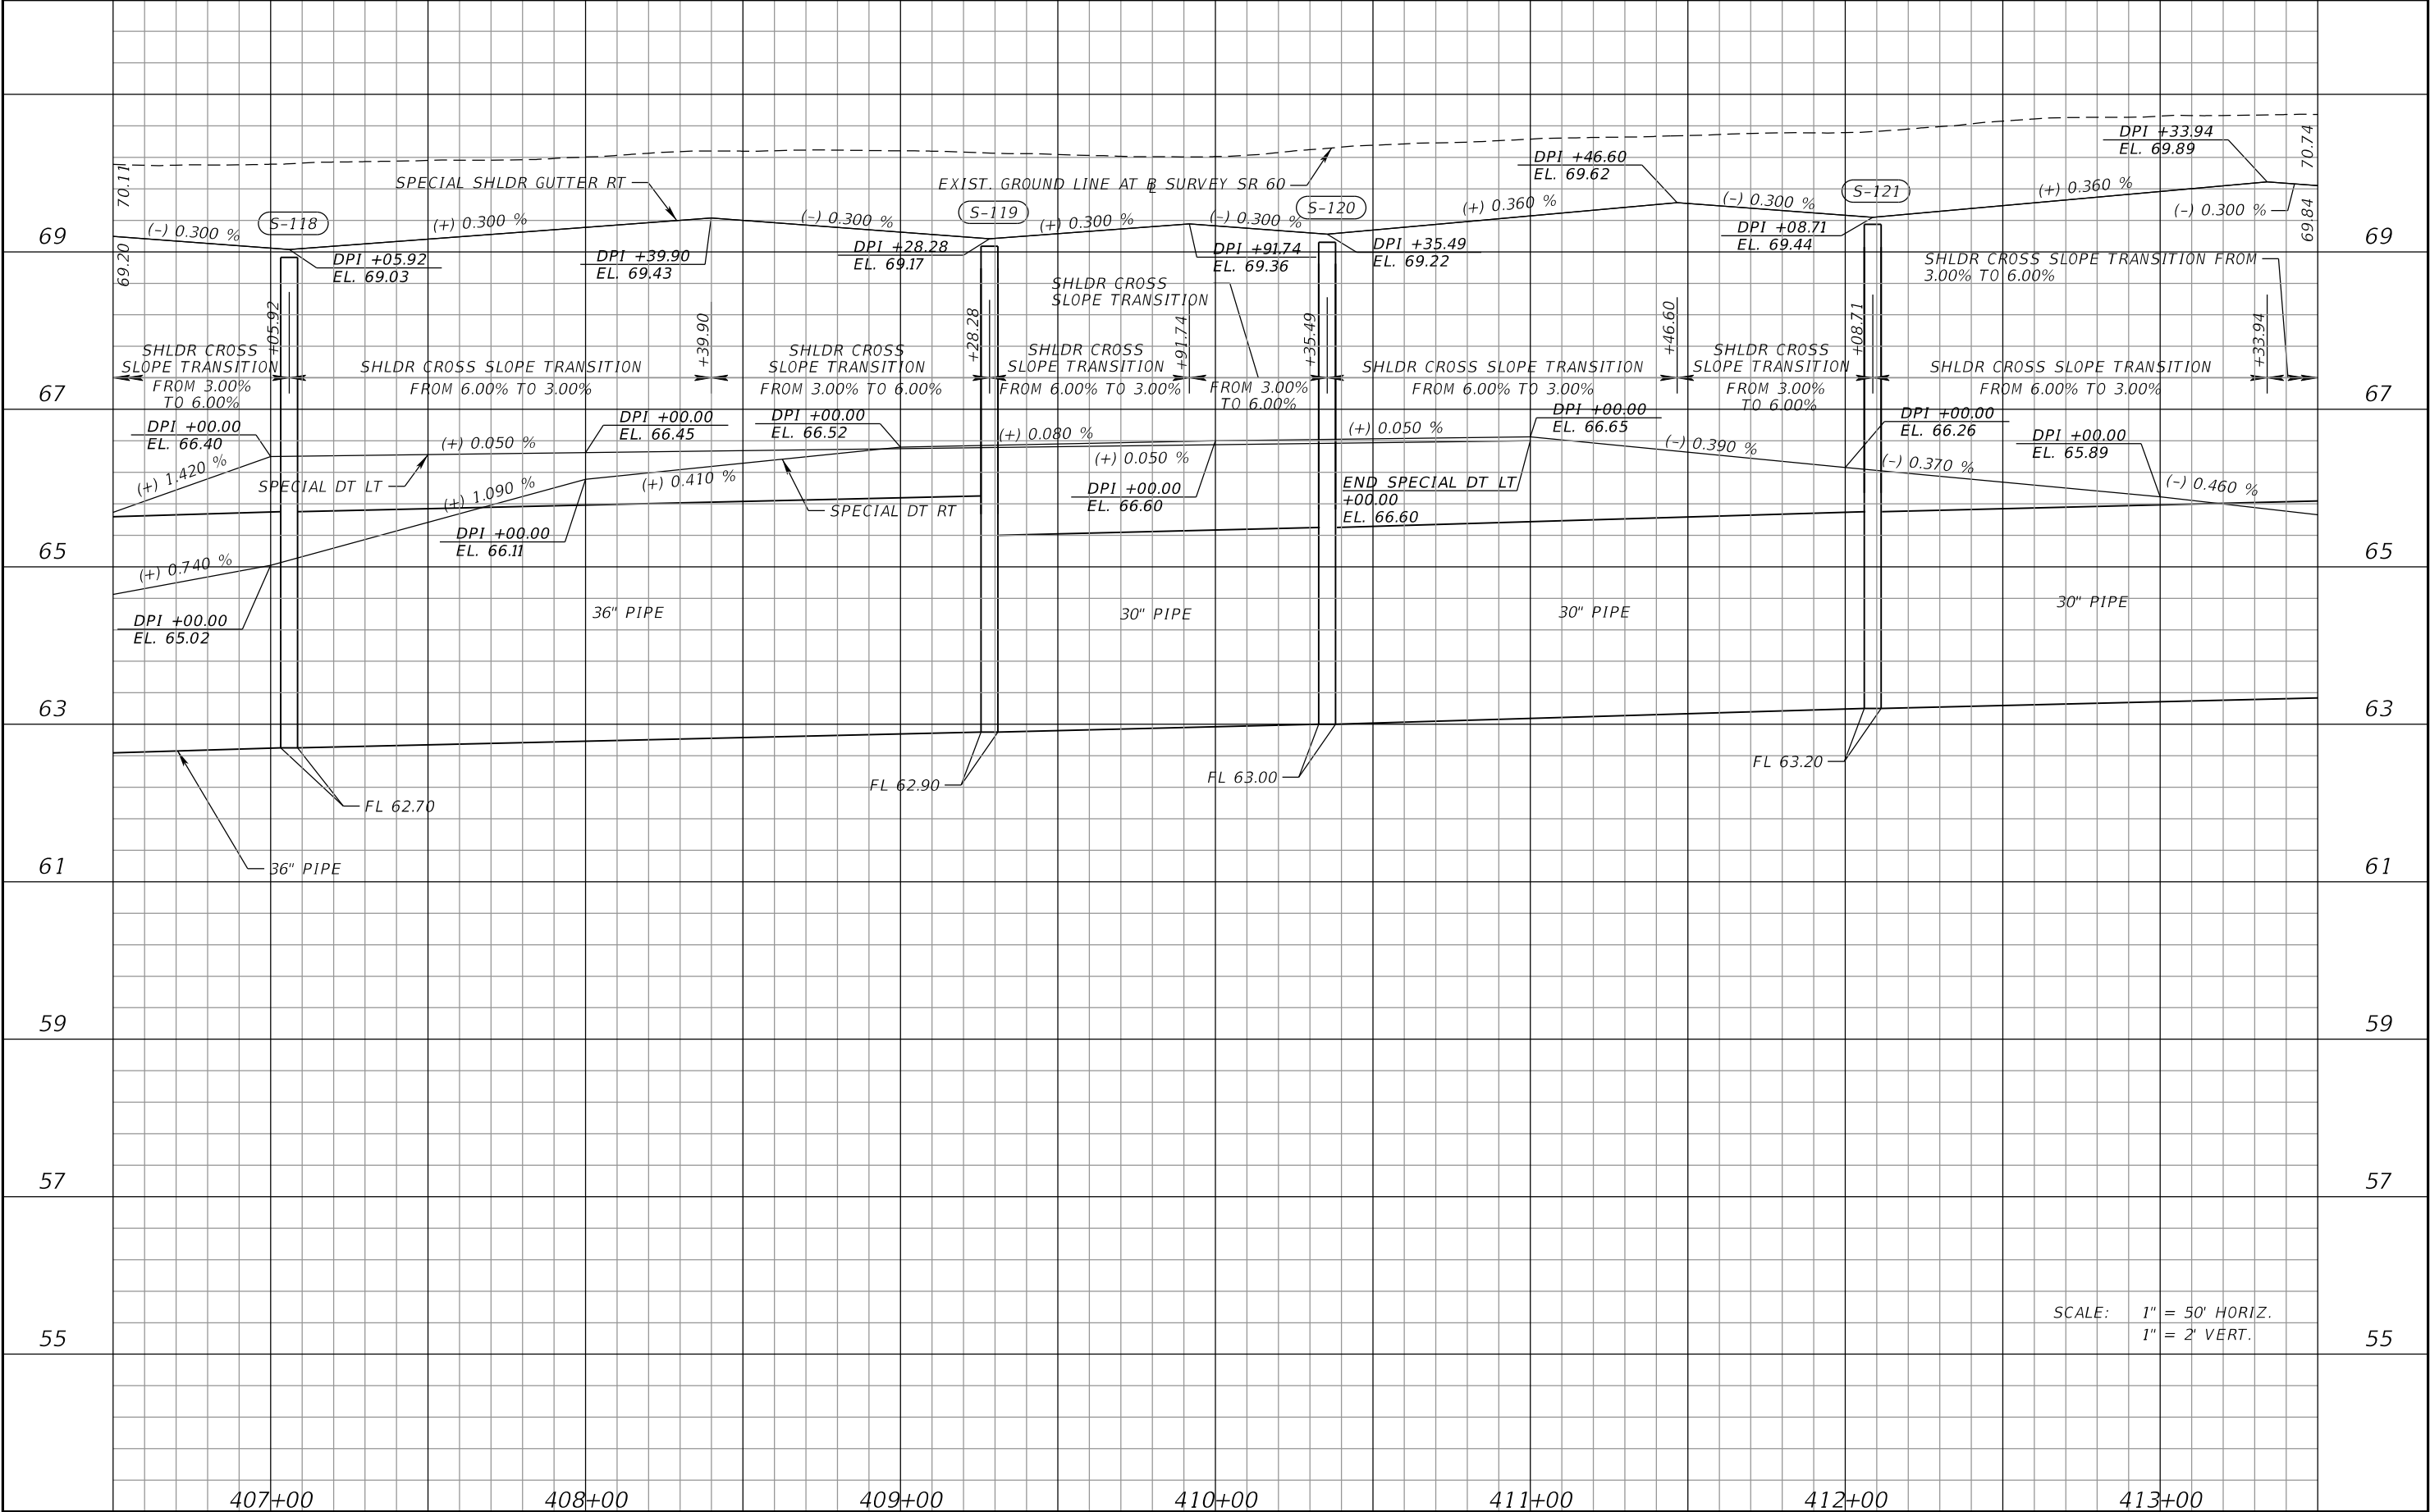 70.11
69.20
(-) 0.300 %
S-118
DPI +05.92
EL. 69.03
SPECIAL SHLDR GUTTER RT
(+) 0.300 %
DPI +39.90
EL. 69.43
(-) 0.300 %
EXIST. GROUND LINE AT BL SURVEY SR 60
S-119
DPI +28.28
EL. 69.17
(+) 0.300 %
(-) 0.300 %
DPI +91.74
EL. 69.36
S-120
DPI +35.49
EL. 69.22
(+) 0.360 %
DPI +46.60
EL. 69.62
(-) 0.300 %
S-121
DPI +08.71
EL. 69.44
(+) 0.360 %
DPI +33.94
EL. 69.89
(-) 0.300 %
70.74
69.84
69
69
SHLDR CROSS SLOPE TRANSITION FROM
3.00% TO 6.00%
SHLDR CROSS
SLOPE TRANSITION
+05.92
+39.90
+28.28
+91.74
+35.49
+46.60
+08.71
+33.94
SHLDR CROSS
SLOPE TRANSITION
FROM 3.00%
TO 6.00%
SHLDR CROSS SLOPE TRANSITION
FROM 6.00% TO 3.00%
SHLDR CROSS
SLOPE TRANSITION
FROM 3.00% TO 6.00%
SHLDR CROSS
SLOPE TRANSITION
FROM 6.00% TO 3.00%
FROM 3.00%
TO 6.00%
SHLDR CROSS SLOPE TRANSITION
FROM 6.00% TO 3.00%
SHLDR CROSS
SLOPE TRANSITION
FROM 3.00%
TO 6.00%
SHLDR CROSS SLOPE TRANSITION
FROM 6.00% TO 3.00%
67
67
DPI +00.00
EL. 66.40
(+) 1.420 %
SPECIAL DT LT
(+) 0.050 %
DPI +00.00
EL. 66.45
DPI +00.00
EL. 66.52
(+) 0.080 %
(+) 0.050 %
(+) 0.050 %
DPI +00.00
EL. 66.65
(-) 0.390 %
DPI +00.00
EL. 66.26
(-) 0.370 %
DPI +00.00
EL. 65.89
(-) 0.460 %
(+) 1.090 %
(+) 0.410 %
SPECIAL DT RT
DPI +00.00
EL. 66.60
END SPECIAL DT LT
+00.00
EL. 66.60
DPI +00.00
EL. 66.11
65
65
(+) 0.740 %
DPI +00.00
EL. 65.02
36" PIPE
30" PIPE
30" PIPE
30" PIPE
63
63
FL 62.70
FL 62.90
FL 63.00
FL 63.20
36" PIPE
61
61
59
59
57
57
SCALE: 1" = 50' HORIZ.
1" = 2' VERT.
55
55
407+00
408+00
409+00
410+00
411+00
412+00
413+00